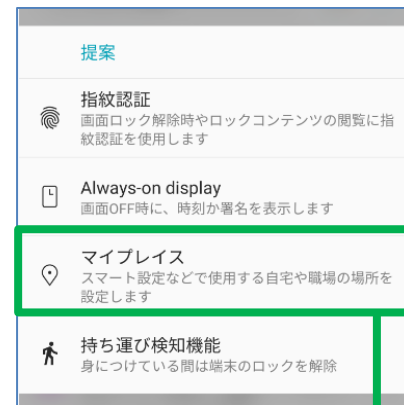 提案
指紋認証
画面ロック解除時やロックコンテンツの閲覧に指
紋認証を使用します
Always-on display
画面OFF時に、時刻か署名を表示します
マイプレイス
スマート設定などで使用する自宅や職場の場所を
設定します
持ち運び検知機能
身につけている間は端末のロックを解除